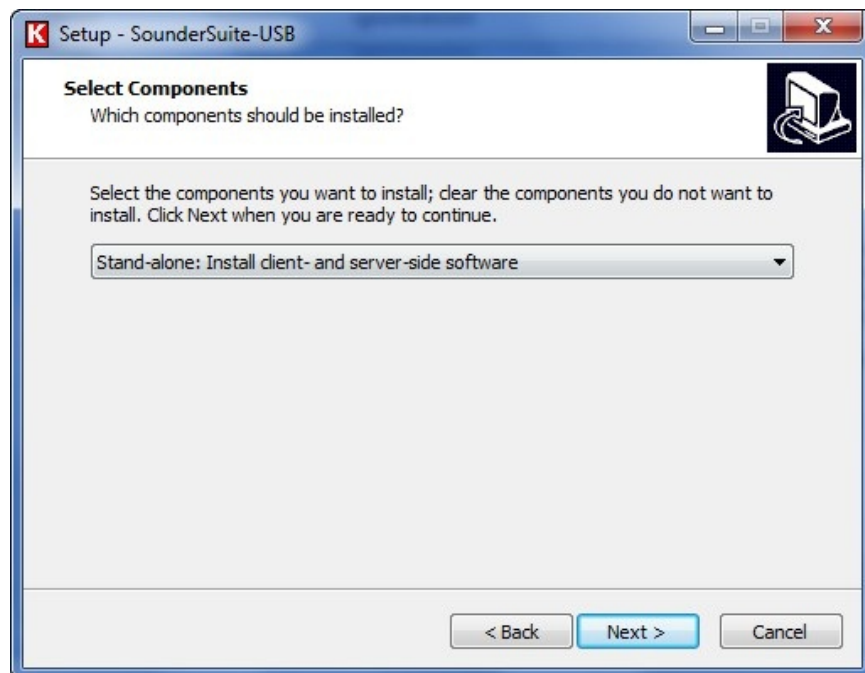 K Setup - SounderSuite-USB
X
Select Components
Which components should be installed?
Select the components you want to install; clear the components you do not want to
install. Click Next when you are ready to continue.
Stand-alone: Install client- and server-side software
< Back Next > Cancel